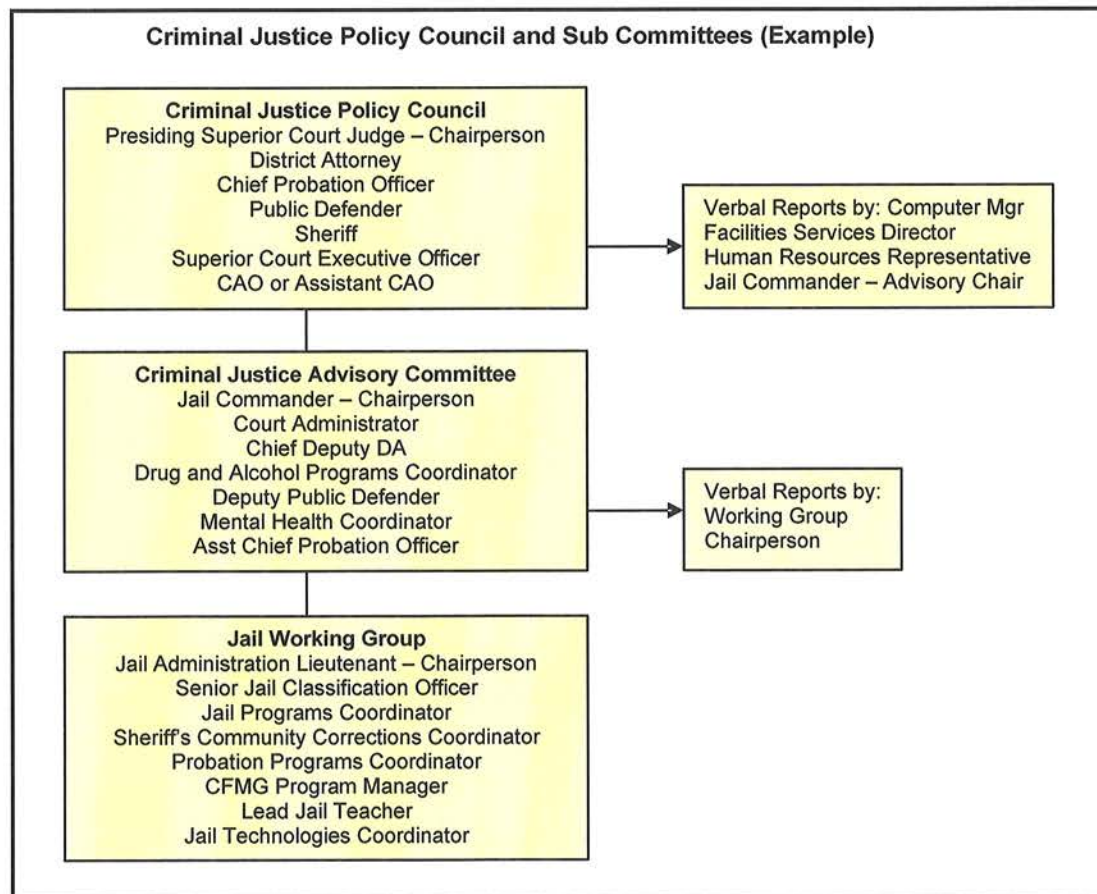 Criminal Justice Policy Council and Sub Committees (Example)
Criminal Justice Policy Council
Presiding Superior Court Judge – Chairperson
District Attorney
Chief Probation Officer
Public Defender
Sheriff
Superior Court Executive Officer
CAO or Assistant CAO
Verbal Reports by: Computer Mgr
Facilities Services Director
Human Resources Representative
Jail Commander – Advisory Chair
Criminal Justice Advisory Committee
Jail Commander – Chairperson
Court Administrator
Chief Deputy DA
Drug and Alcohol Programs Coordinator
Deputy Public Defender
Mental Health Coordinator
Asst Chief Probation Officer
Verbal Reports by:
Working Group
Chairperson
Jail Working Group
Jail Administration Lieutenant – Chairperson
Senior Jail Classification Officer
Jail Programs Coordinator
Sheriff's Community Corrections Coordinator
Probation Programs Coordinator
CFMG Program Manager
Lead Jail Teacher
Jail Technologies Coordinator